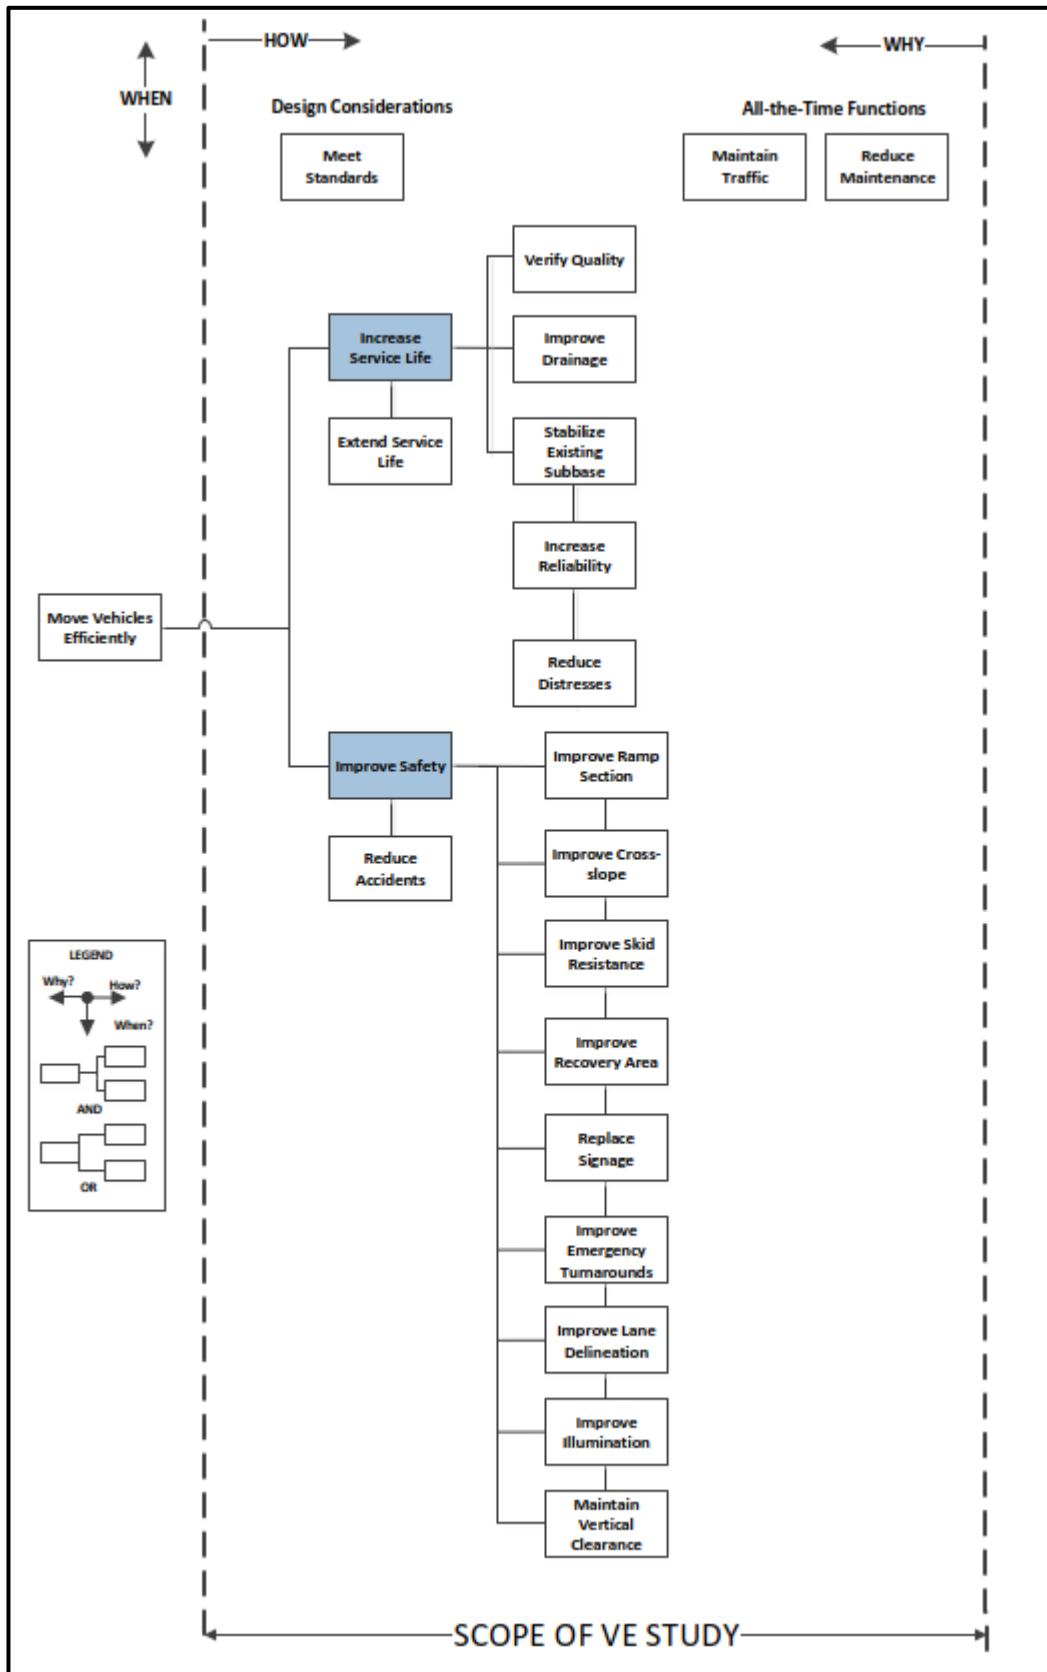 HOW
WHY
WHEN
Design Considerations
All-the-Time Functions
Meet
Standards
Maintain
Traffic
Reduce
Maintenance
Verify Quality
Increase
Service Life
Improve
Drainage
Extend Service
Life
Stabilize
Existing
Subbase
Increase
Reliability
Move Vehicles
Efficiently
Reduce
Distresses
Improve Safety
Improve Ramp
Section
Reduce
Accidents
Improve Cross-
slope
Improve Skid
Resistance
Improve
Recovery Area
Replace
Signage
Improve
Emergency
Turnarounds
Improve Lane
Delineation
Improve
Illumination
Maintain
Vertical
Clearance
LEGEND
Why?
How?
When?
AND
OR
SCOPE OF VE STUDY